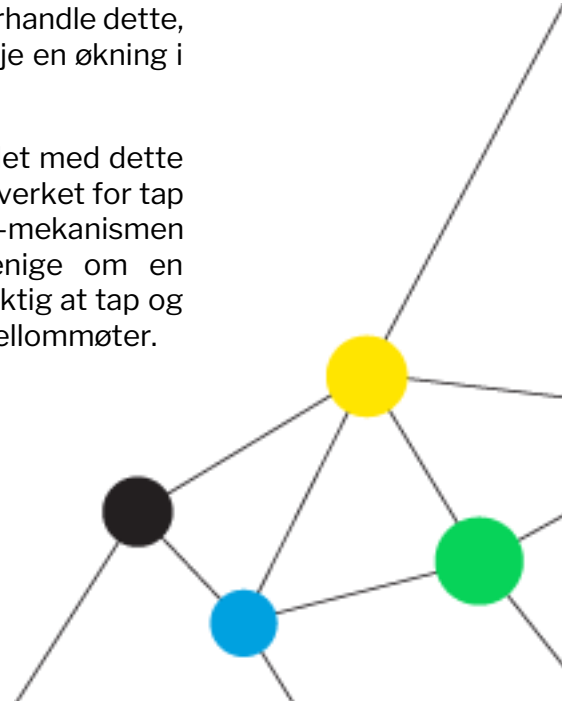 rhandle dette,
je en økning i
et med dette
verket for tap
-mekanismen
enige om en
ktig at tap og
ellommøter.